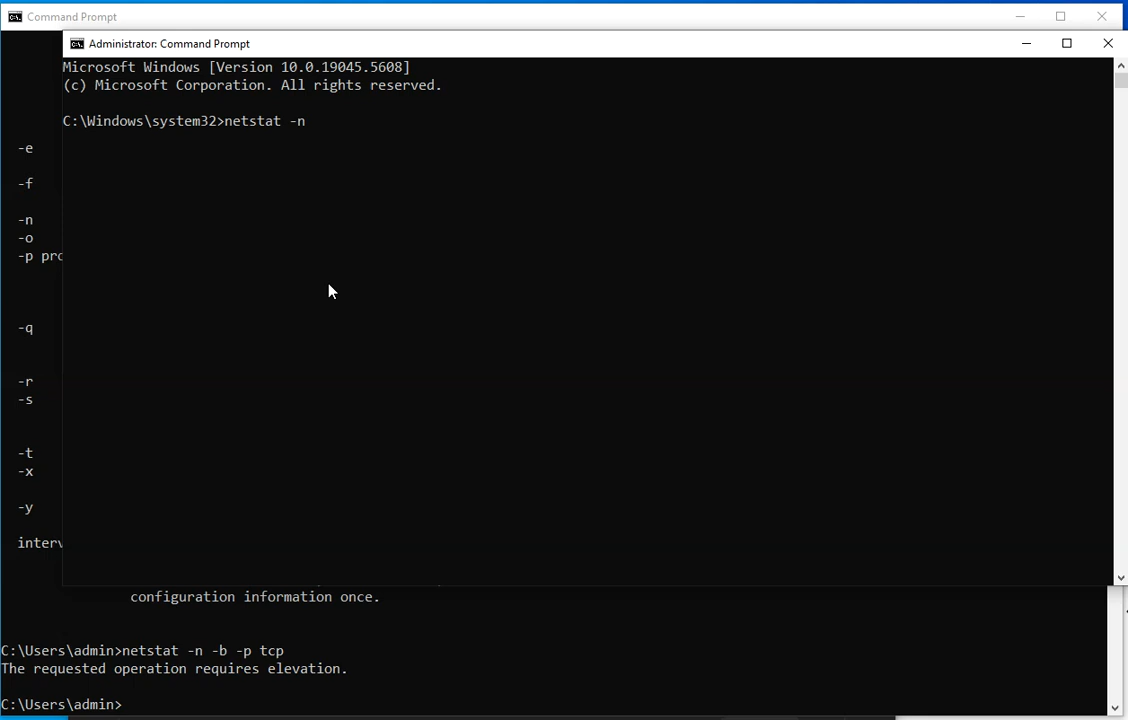 Command Prompt
Administrator: Command Prompt
Microsoft Windows [Version 10.0.19045.5608]
(c) Microsoft Corporation. All rights reserved.
C:\Windows\system32>netstat -n
-e
-f
-n
-o
-p pro
-q
-r
-s
-t
-x
-y
interv
configuration information once.
C:\Users\admin>netstat -n -b -p tcp
The requested operation requires elevation.
C:\Users\admin>